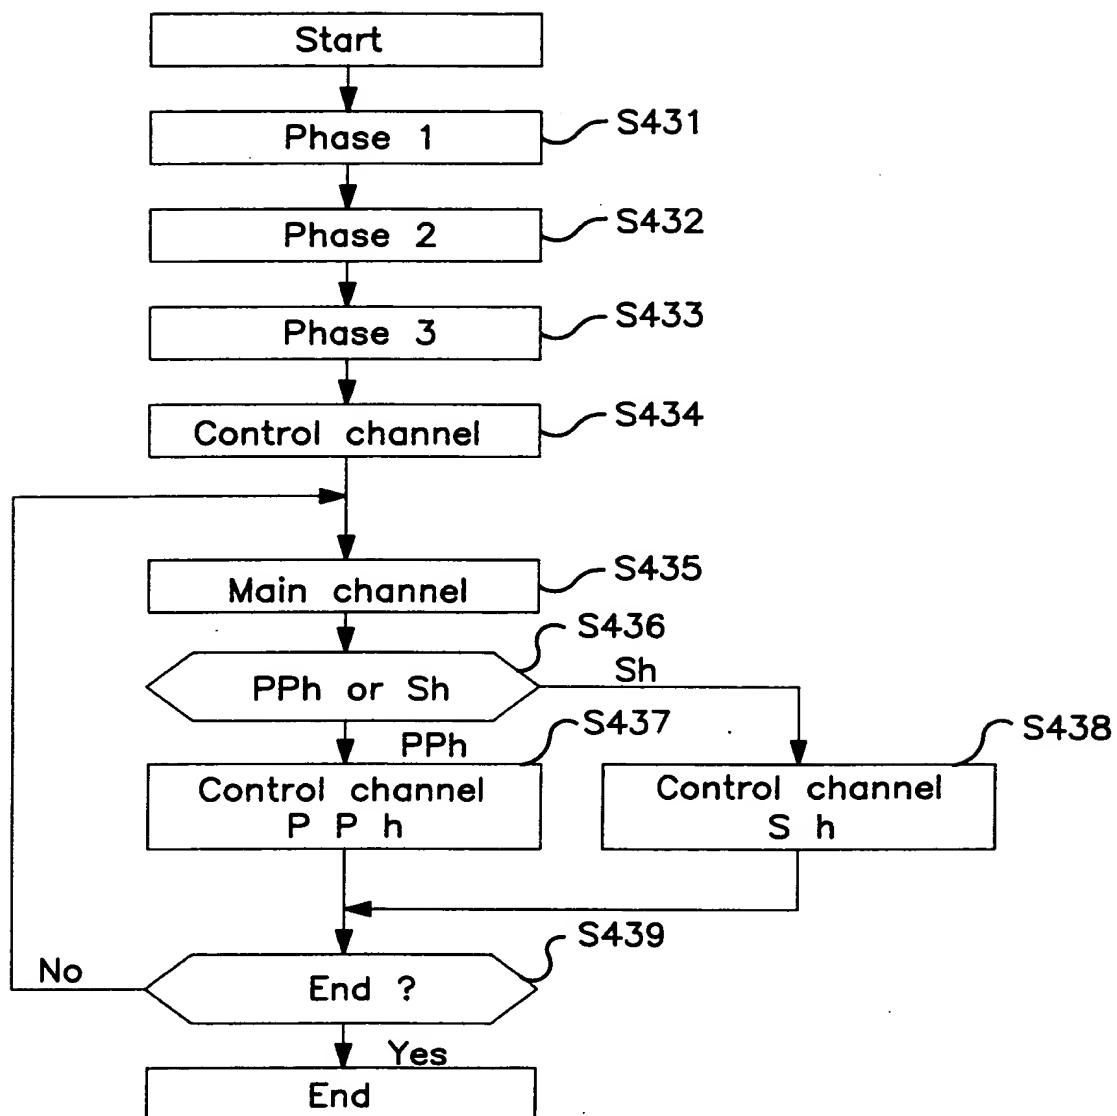 Start
Phase 1
S431
Phase 2
S432
Phase 3
S433
Control channel
S434
Main channel
S435
S436
PPh or Sh
Sh
PPh
S437
S438
Control channel
P P h
Control channel
S h
S439
No
End ?
Yes
End